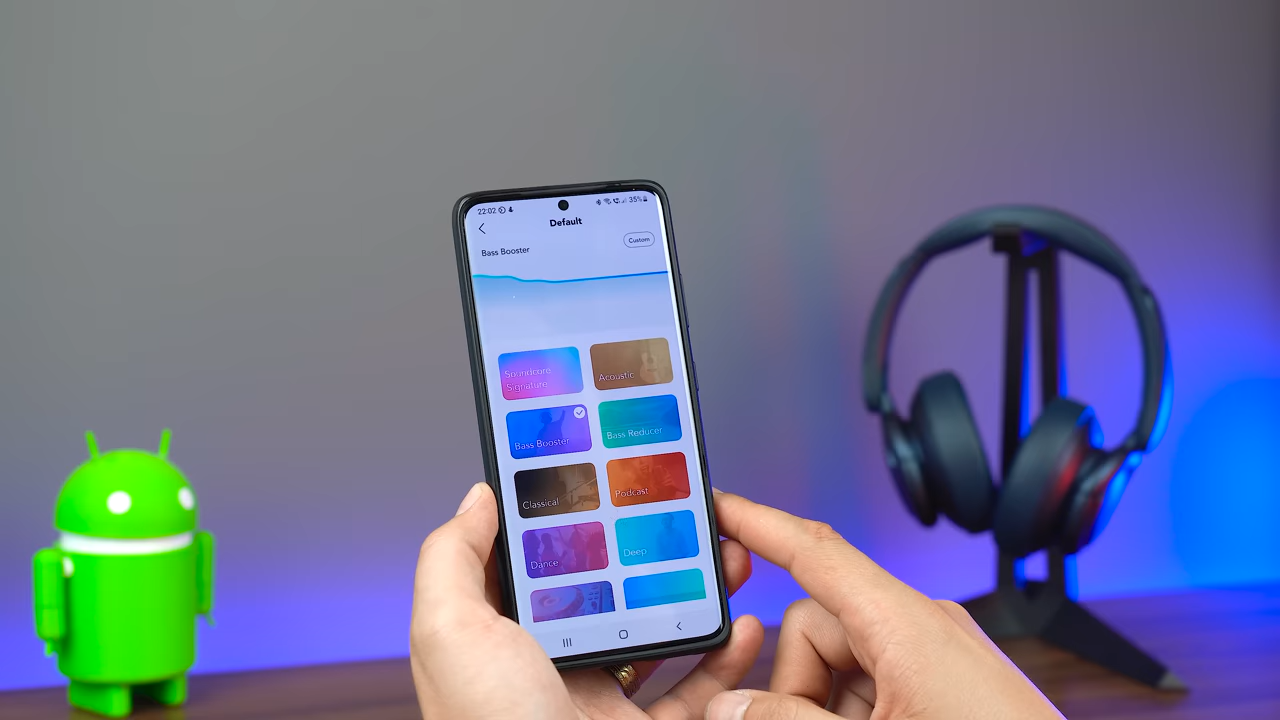 22:02 35%
Default
Bass Booster Custom
Soundcore
Signature
Acoustic
Bass Booster
Bass Reducer
Classical
Podcast
Dance
Deep